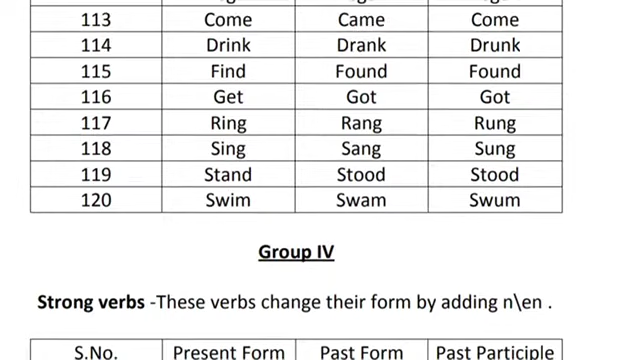 113 Come Came Come
114 Drink Drank Drunk
115 Find Found Found
116 Get Got Got
117 Ring Rang Rung
118 Sing Sang Sung
119 Stand Stood Stood
120 Swim Swam Swum
Group IV
Strong verbs -These verbs change their form by adding n\en .
S.No. Present Form Past Form Past Participle